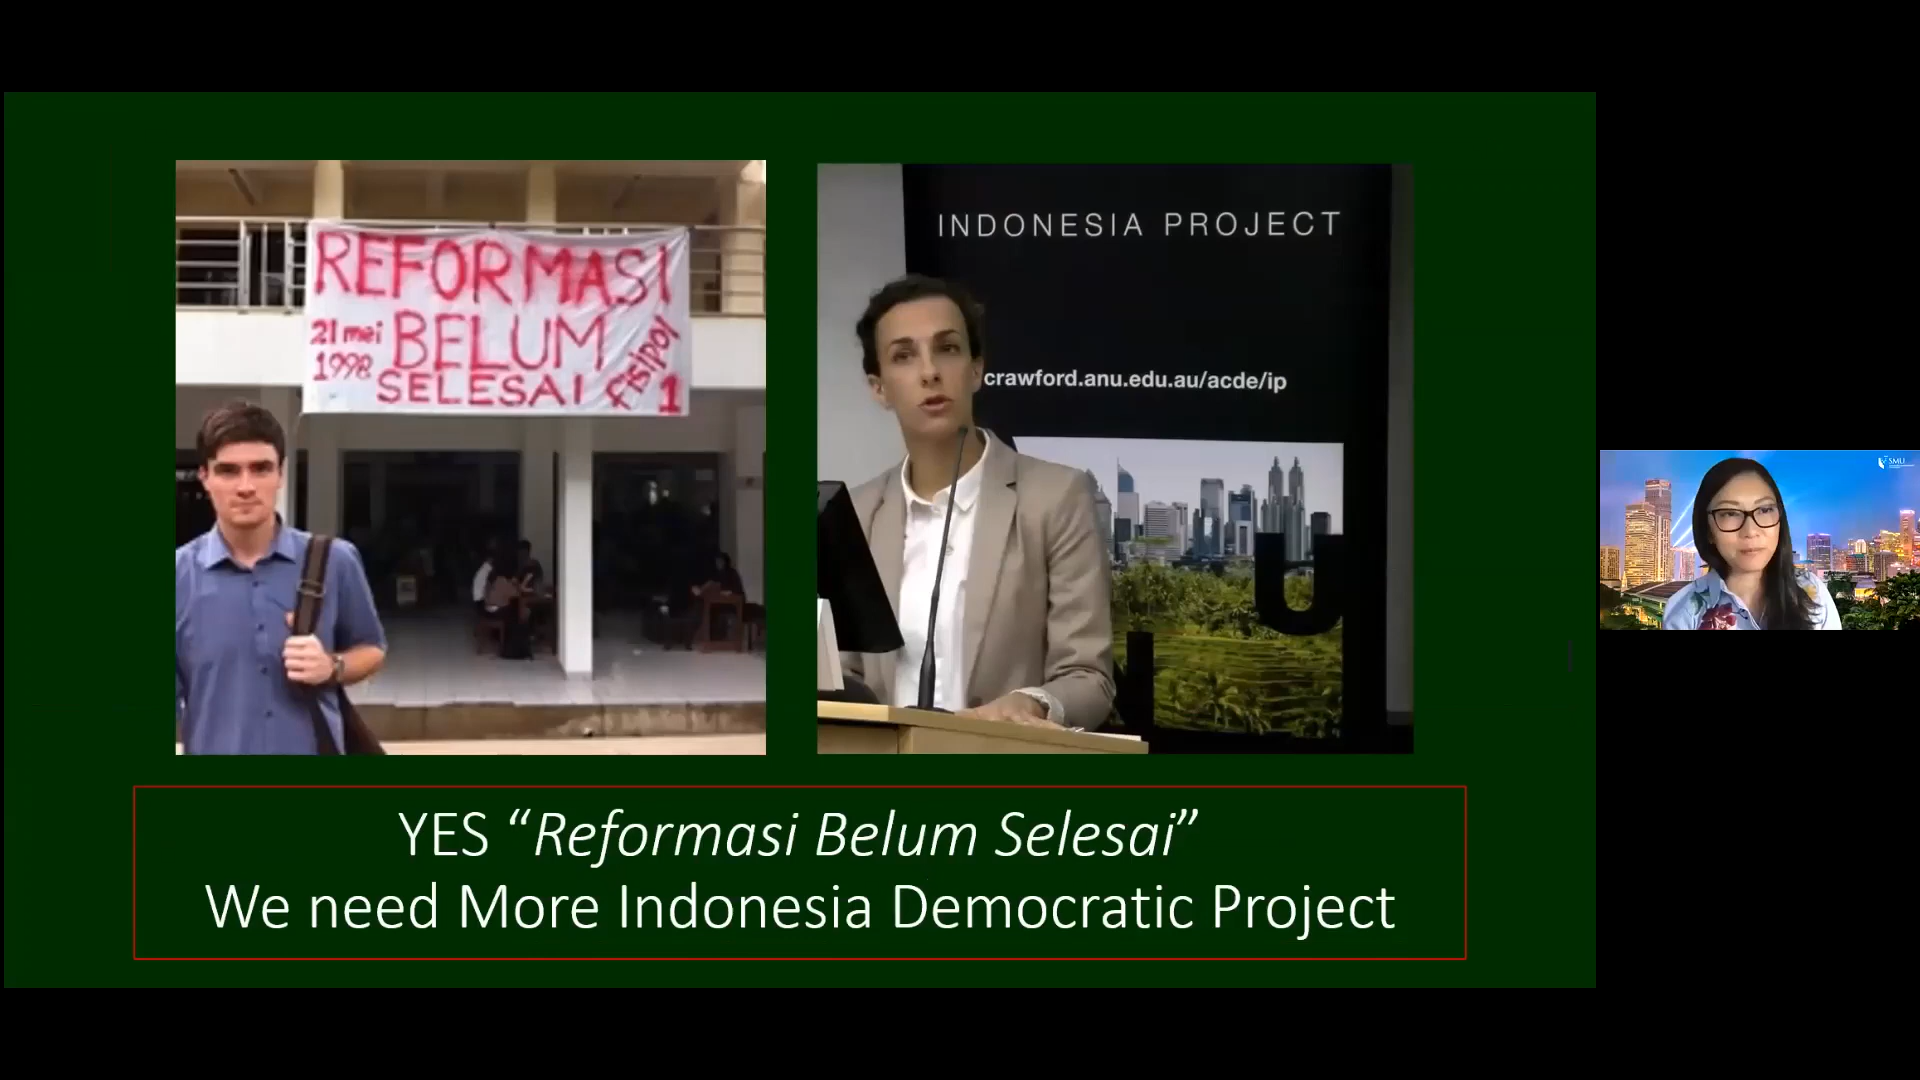 REFORMASI
21 mei
1998
BELUM
SELESAI
Fisipol
1
INDONESIA PROJECT
crawford.anu.edu.au/acde/ip
U
SMU
YES “Reformasi Belum Selesai”
We need More Indonesia Democratic Project